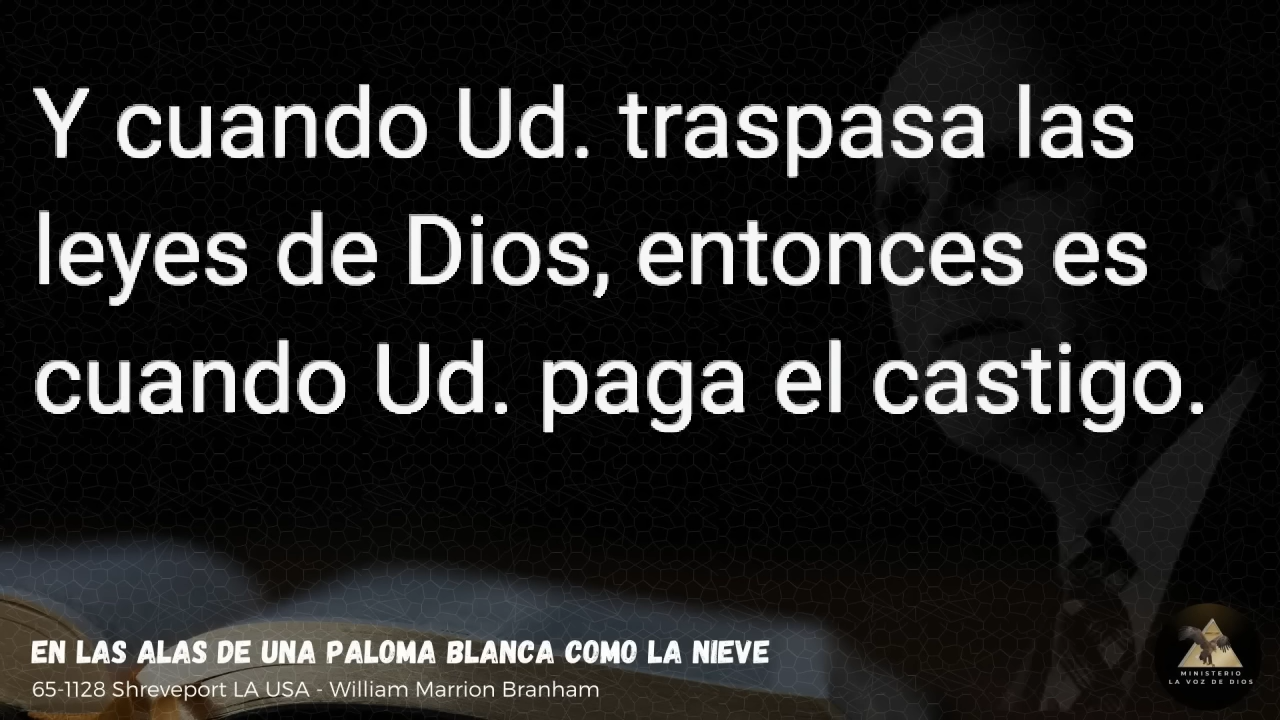 Y cuando Ud. traspasa las
leyes de Dios, entonces es
cuando Ud. paga el castigo.
EN LAS ALAS DE UNA PALOMA BLANCA COMO LA NIEVE
65-1128 Shreveport LA USA - William Marrion Branham
MINISTERIO
LA VOZ DE DIOS